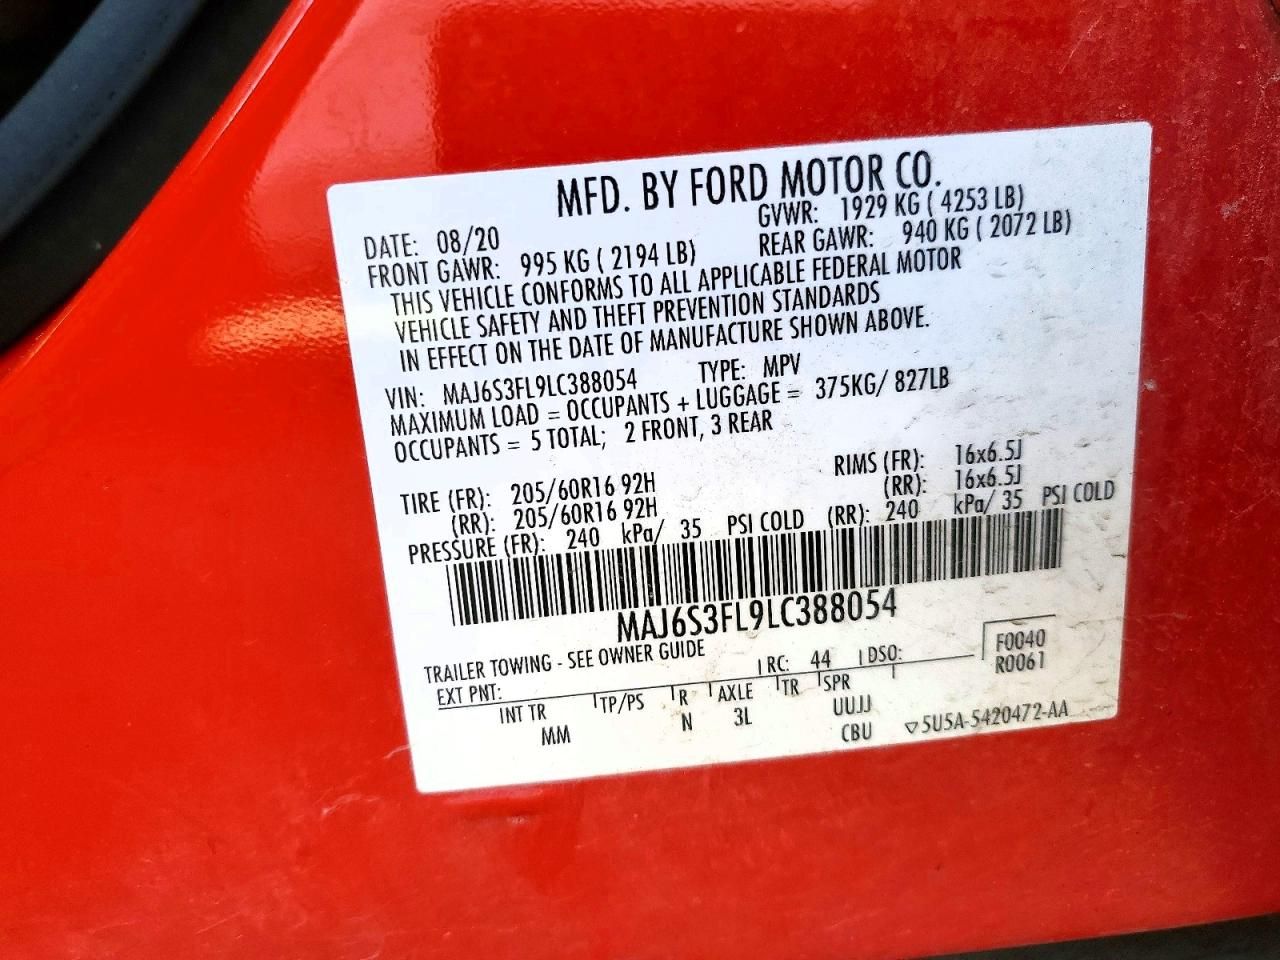 MFD. BY FORD MOTOR CO.
DATE: 08/20 GVWR: 1929 KG ( 4253 LB)
FRONT GAWR: 995 KG ( 2194 LB) REAR GAWR: 940 KG ( 2072 LB)
THIS VEHICLE CONFORMS TO ALL APPLICABLE FEDERAL MOTOR
VEHICLE SAFETY AND THEFT PREVENTION STANDARDS
IN EFFECT ON THE DATE OF MANUFACTURE SHOWN ABOVE.
VIN: MAJ6S3FL9LC388054 TYPE: MPV
MAXIMUM LOAD = OCCUPANTS + LUGGAGE = 375KG/ 827LB
OCCUPANTS = 5 TOTAL; 2 FRONT, 3 REAR
TIRE (FR): 205/60R16 92H RIMS (FR): 16x6.5J
(RR): 205/60R16 92H (RR): 16x6.5J
PRESSURE (FR): 240 kPa/ 35 PSI COLD (RR): 240 kPa/ 35 PSI COLD
MAJ6S3FL9LC388054
TRAILER TOWING - SEE OWNER GUIDE
F0040
EXT PNT: RC: 44 DSO: R0061
INT TR TP/PS R AXLE TR SPR
MM N 3L UUJJ
CBU ▽5U5A-5420472-AA